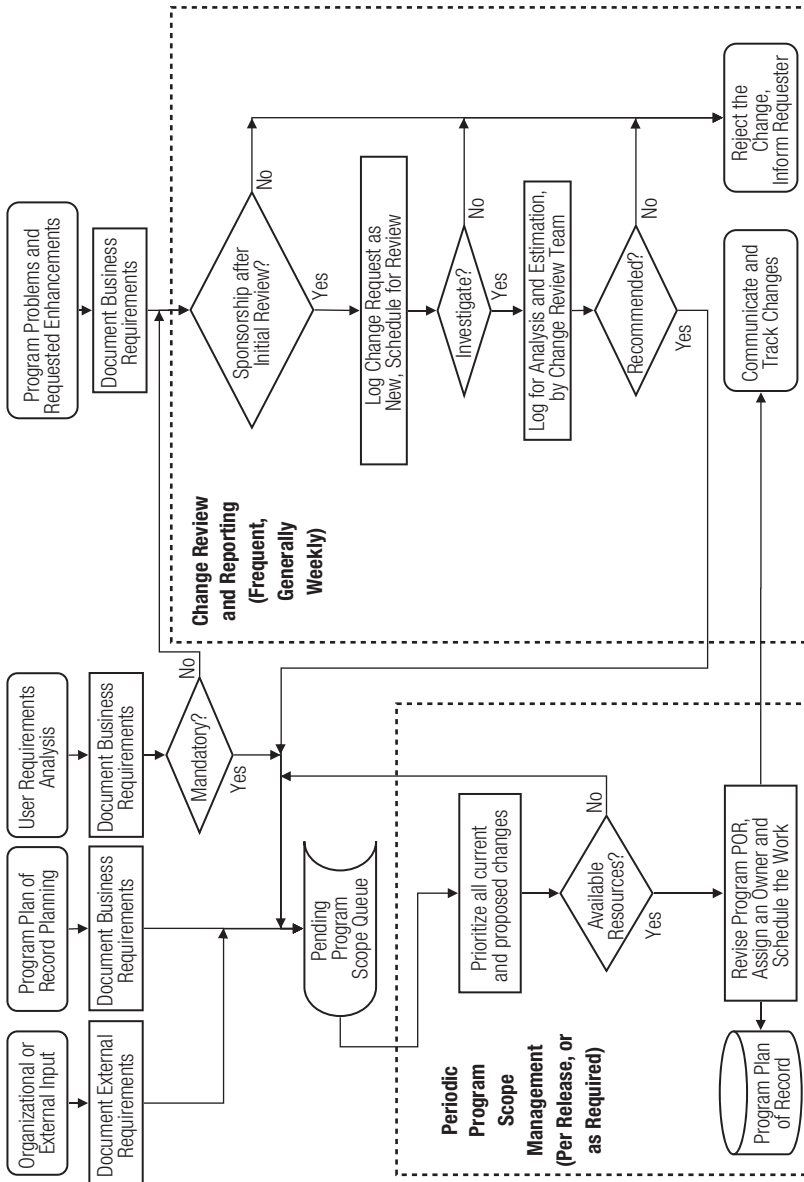 Organizational or
External Input
Program Plan of
Record Planning
User Requirements
Analysis
Program Problems and
Requested Enhancements
Document External
Requirements
Document Business
Requirements
Document Business
Requirements
Document Business
Requirements
Mandatory?
No
Yes
Pending
Program
Scope Queue
Change Review
and Reporting
(Frequent,
Generally
Weekly)
Sponsorship after
Initial Review?
No
Yes
Log Change Request as
New, Schedule for Review
Investigate?
No
Yes
Log for Analysis and Estimation,
by Change Review Team
Recommended?
No
Yes
Periodic
Program
Scope
Management
(Per Release, or
as Required)
Prioritize all current
and proposed changes
Available
Resources?
No
Yes
Revise Program POR,
Assign an Owner and
Schedule the Work
Program Plan
of Record
Communicate and
Track Changes
Reject the
Change,
Inform Requester